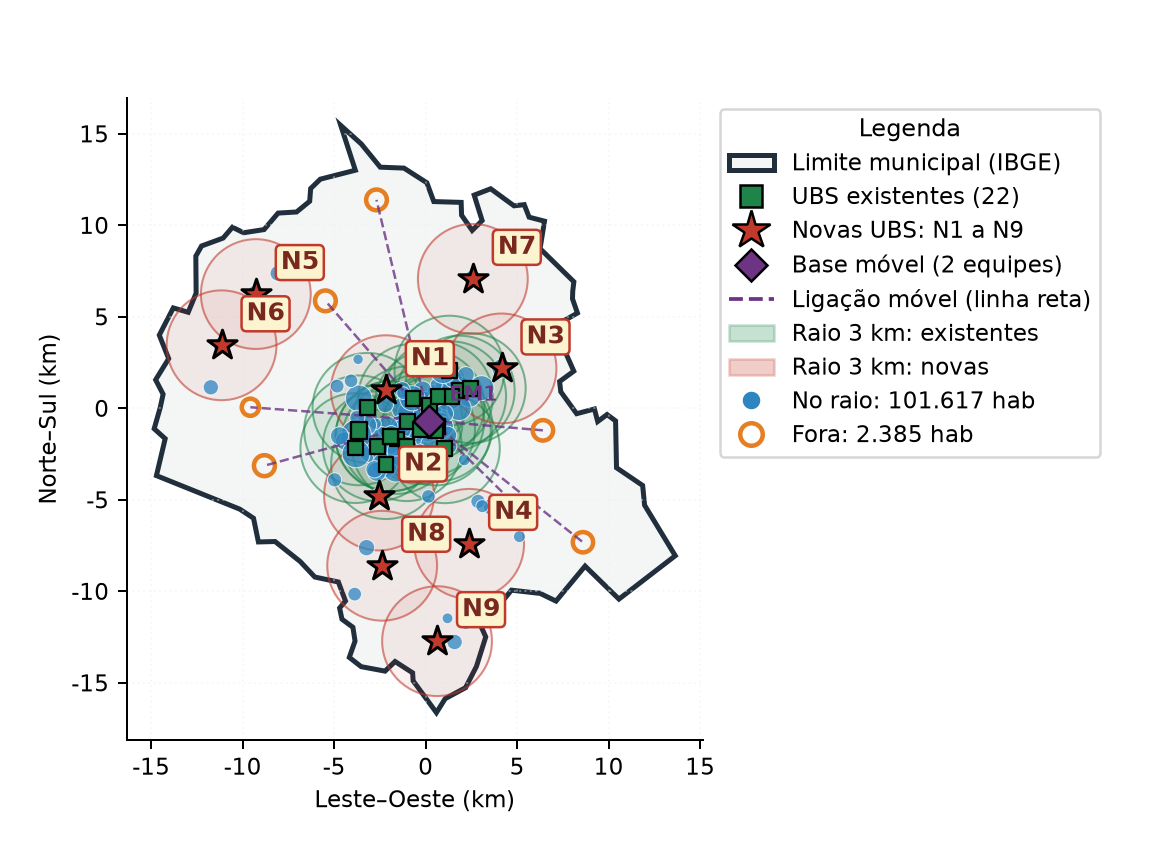 15
10
5
0
-5
-10
-15
Norte–Sul (km)
-15
-10
-5
0
5
10
15
Leste–Oeste (km)
N7
N5
N6
N3
N1
EM1
N2
N4
N8
N9
Legenda
Limite municipal (IBGE)
UBS existentes (22)
Novas UBS: N1 a N9
Base móvel (2 equipes)
Ligação móvel (linha reta)
Raio 3 km: existentes
Raio 3 km: novas
No raio: 101.617 hab
Fora: 2.385 hab